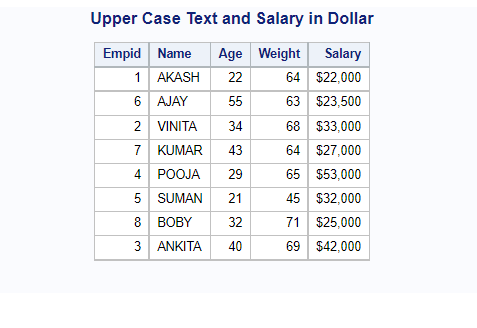 Upper Case Text and Salary in Dollar
Empid Name Age Weight Salary
1 AKASH 22 64 $22,000
6 AJAY 55 63 $23,500
2 VINITA 34 68 $33,000
7 KUMAR 43 64 $27,000
4 POOJA 29 65 $53,000
5 SUMAN 21 45 $32,000
8 BOBY 32 71 $25,000
3 ANKITA 40 69 $42,000